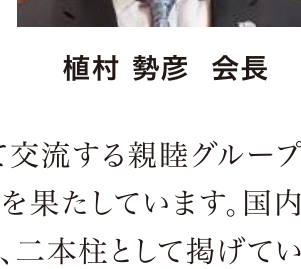 植村 勢彦 会長
て交流する親睦グループ
を果たしています。国内
、二本柱として掲げてい